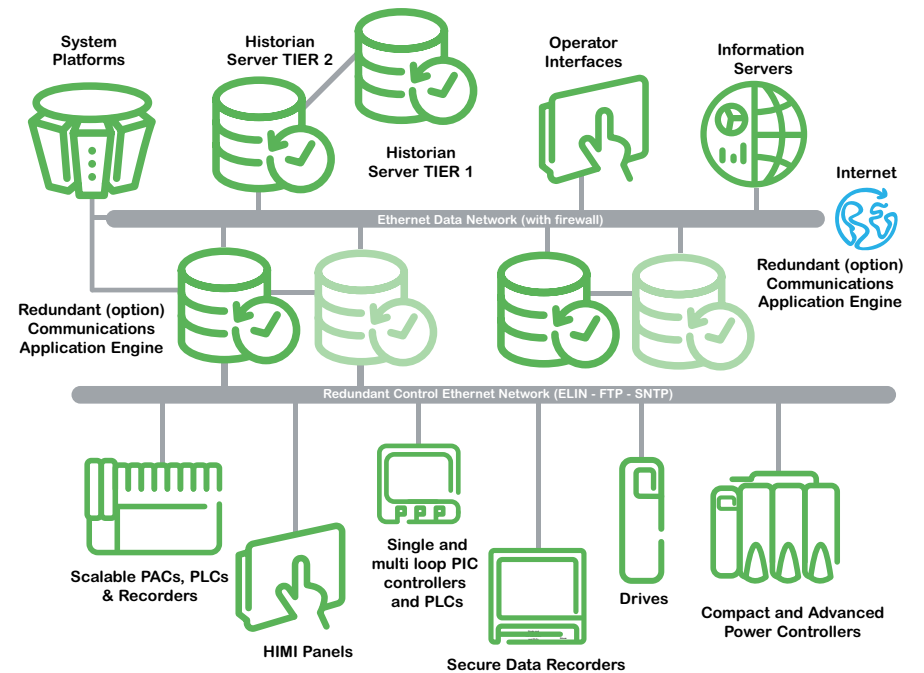 System
Platforms
Historian
Server TIER 2
Historian
Server TIER 1
Operator
Interfaces
Information
Servers
Internet
Ethernet Data Network (with firewall)
Redundant (option)
Communications
Application Engine
Redundant (option)
Communications
Application Engine
Redundant Control Ethernet Network (ELIN - FTP - SNTP)
Scalable PACs, PLCs
& Recorders
HIMI Panels
Single and
multi loop PIC
controllers
and PLCs
Secure Data Recorders
Drives
Compact and Advanced
Power Controllers